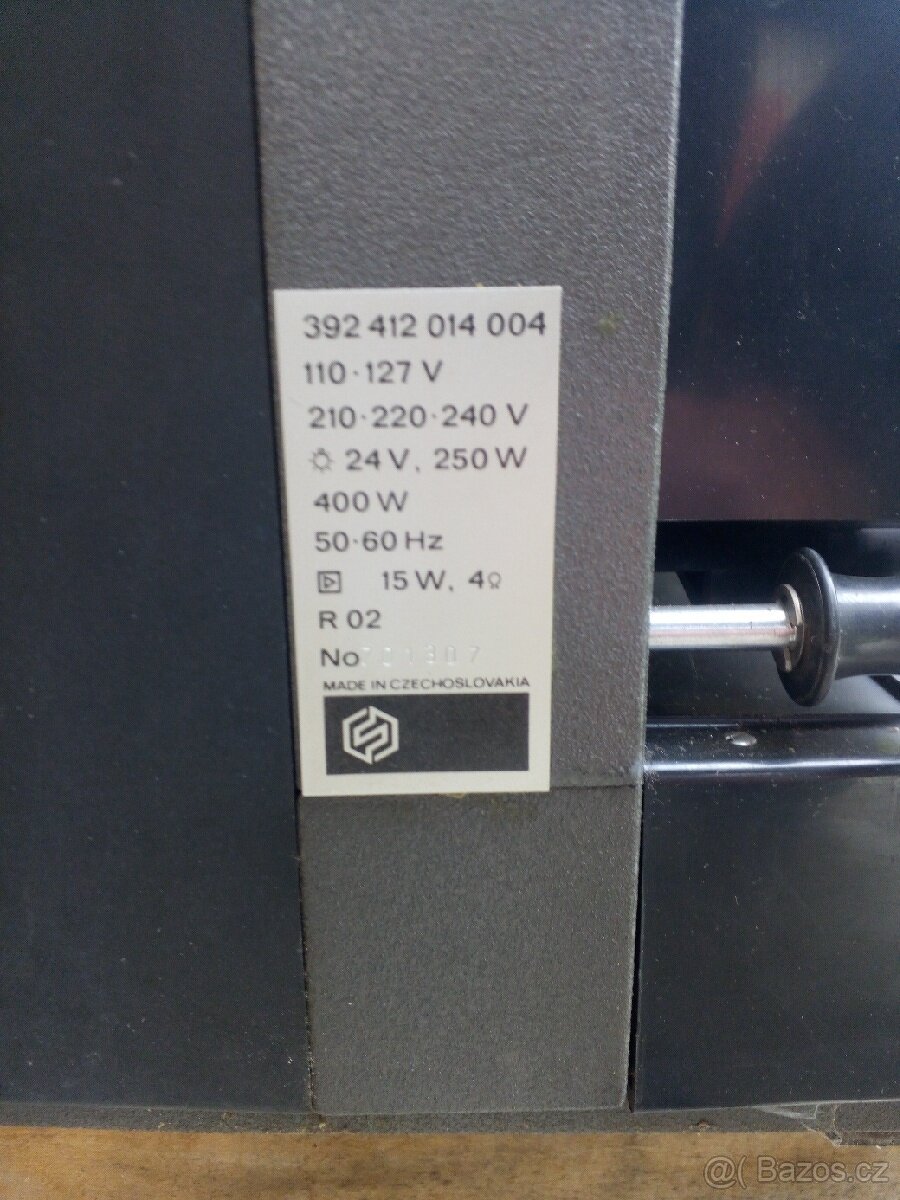 392 412 014 004
110·127 V
210·220·240 V
24 V, 250 W
400 W
50·60 Hz
15 W, 4Ω
R 02
No
MADE IN CZECHOSLOVAKIA
@( Bazos.cz